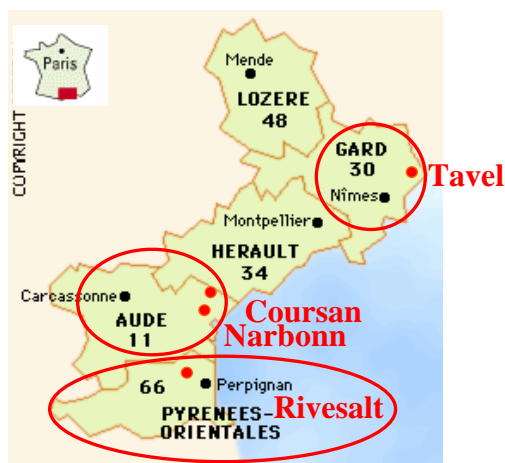 Paris
COPYRIGHT
Mende
LOZERE
48
GARD
30
Nîmes
Tavel
Montpellier
HERAULT
34
Carcassonne
AUDE
11
Coursan
Narbonn
66
Perpignan
PYRENEES-
ORIENTALES
Rivesalt